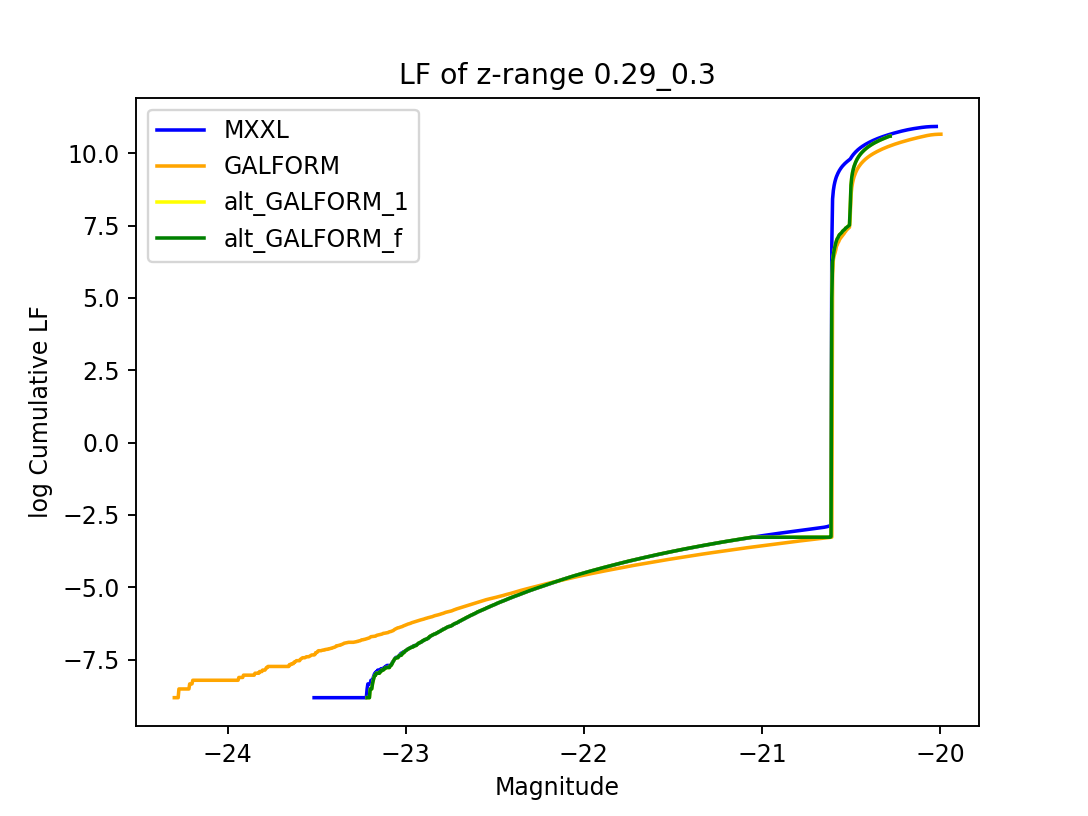 LF of z-range 0.29_0.3
MXXL
GALFORM
alt_GALFORM_1
alt_GALFORM_f
log Cumulative LF
10.0
7.5
5.0
2.5
0.0
−2.5
−5.0
−7.5
−24
−23
−22
−21
−20
Magnitude